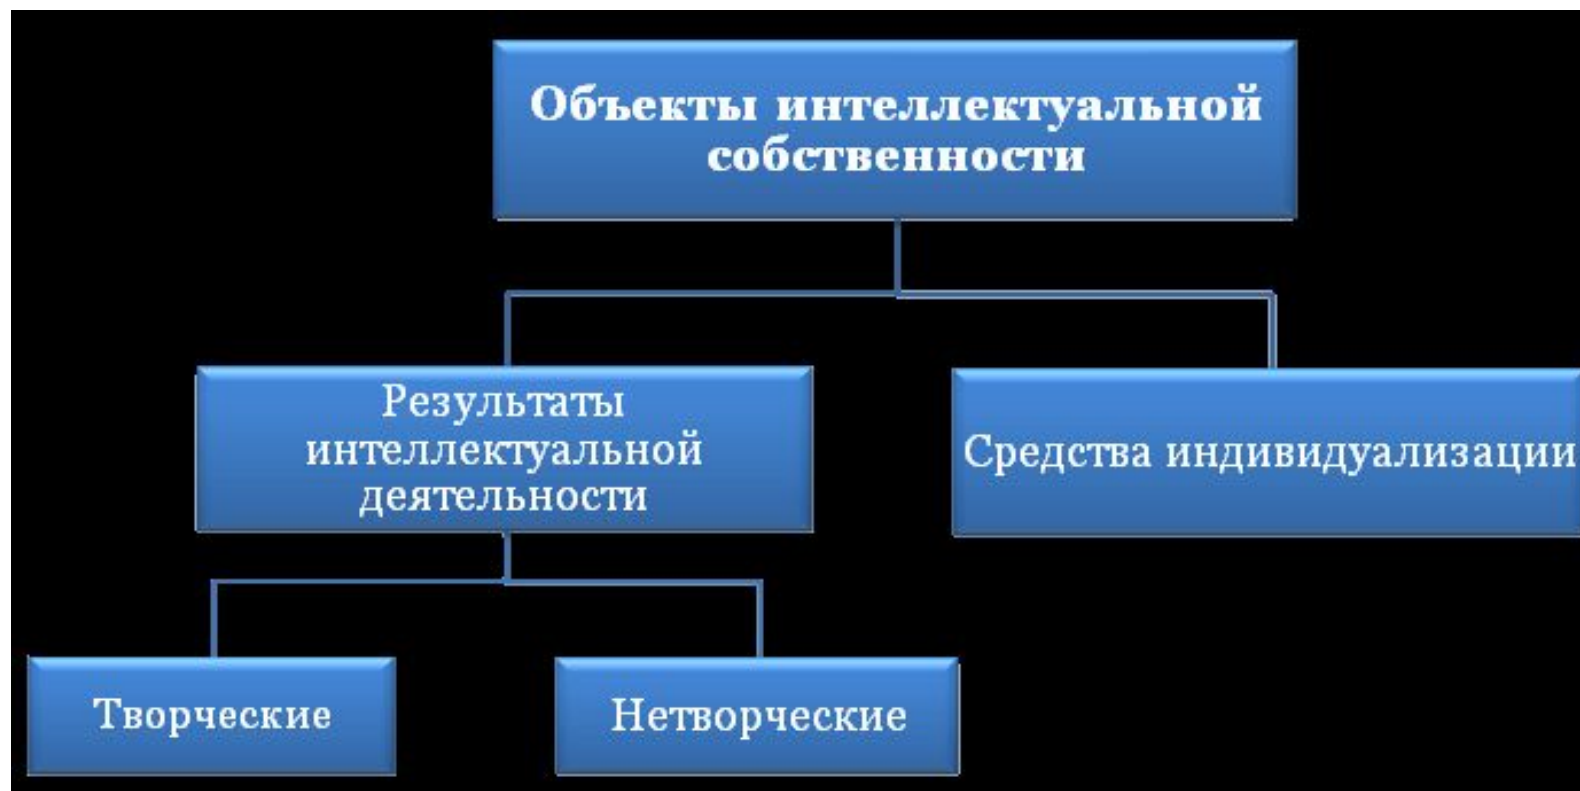 Объекты интеллектуальной
собственности
Результаты
интеллектуальной
деятельности
Средства индивидуализации
Творческие
Нетворческие